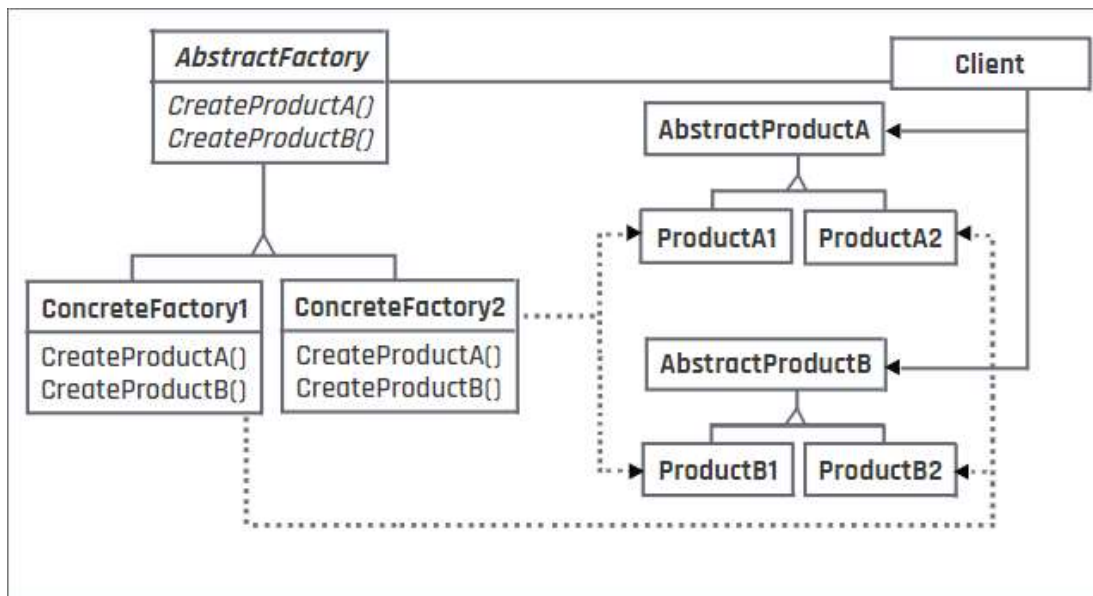 AbstractFactory
CreateProductA()
CreateProductB()
Client
AbstractProductA
ProductA1
ProductA2
ConcreteFactory1
CreateProductA()
CreateProductB()
ConcreteFactory2
CreateProductA()
CreateProductB()
AbstractProductB
ProductB1
ProductB2